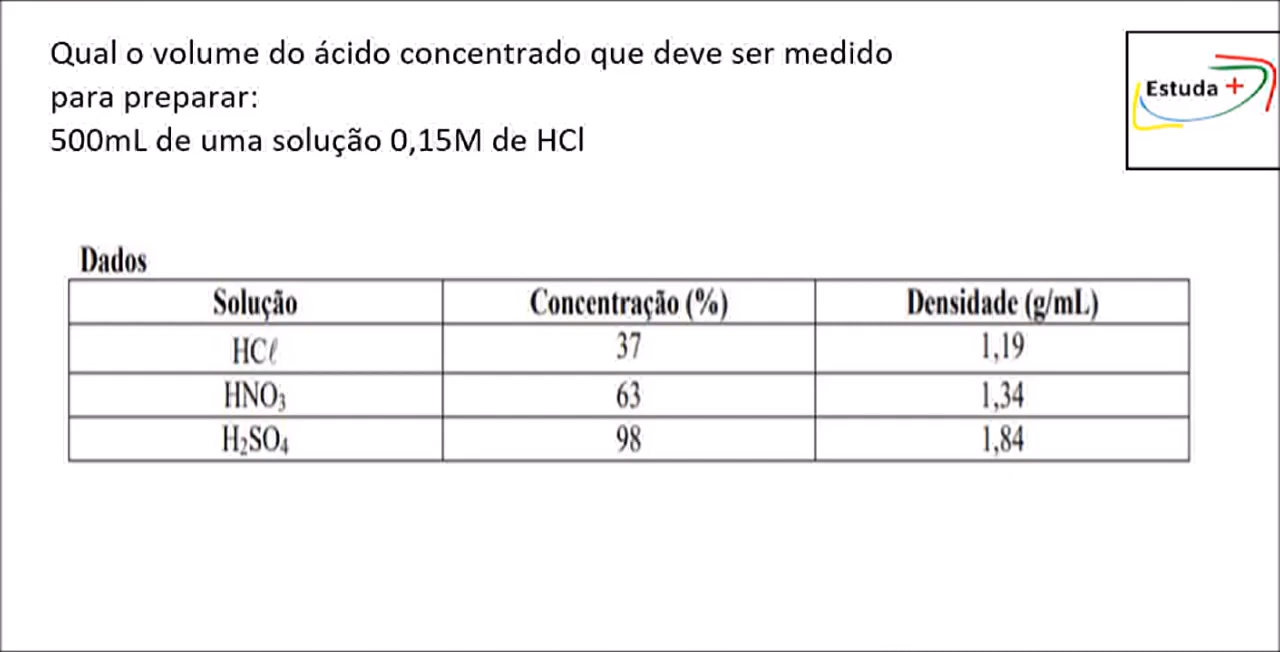 Qual o volume do ácido concentrado que deve ser medido
para preparar:
500mL de uma solução 0,15M de HCl
Estuda +
Dados
Solução Concentração (%) Densidade (g/mL)
HCℓ 37 1,19
HNO₃ 63 1,34
H₂SO₄ 98 1,84